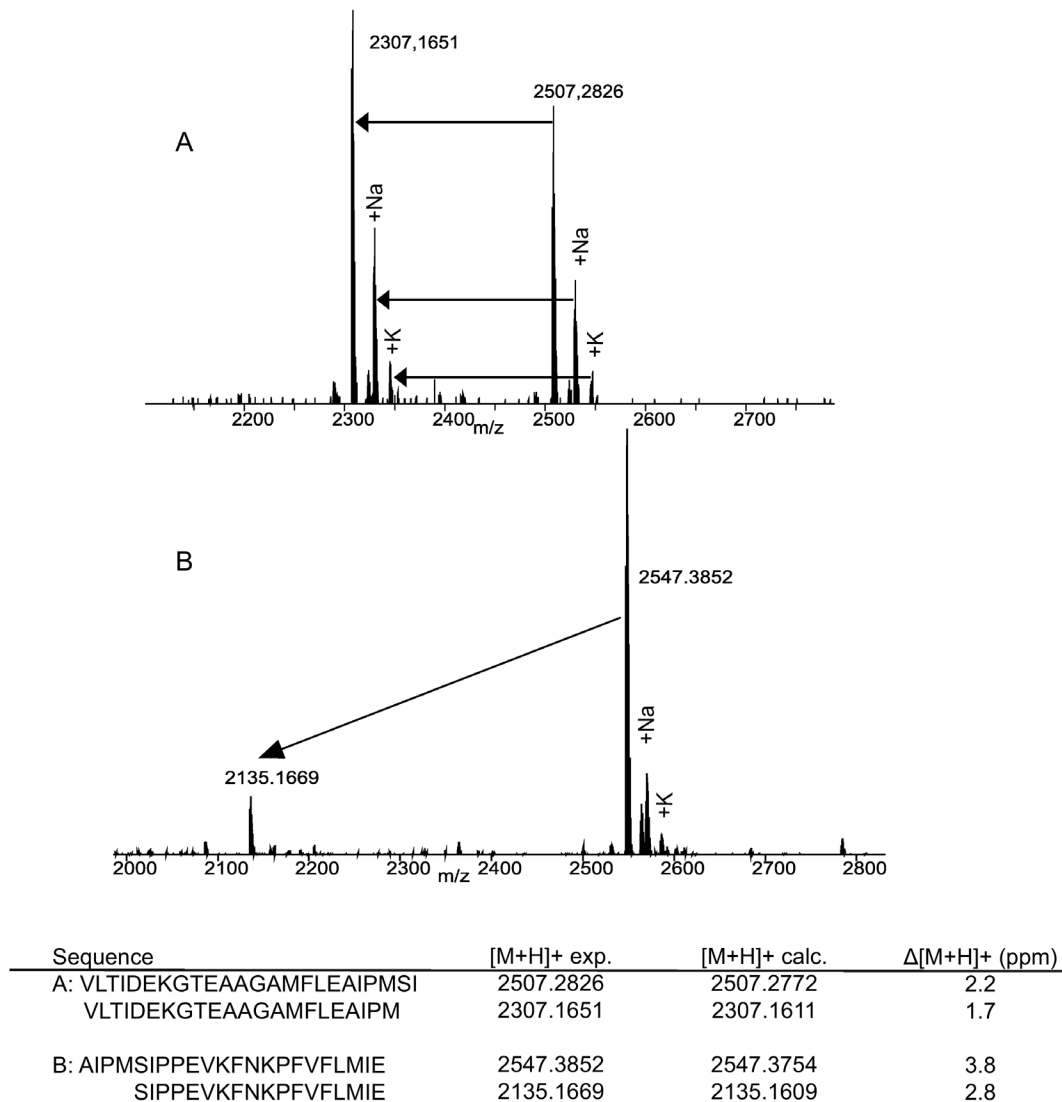 2307,1651
2507,2826
A
+Na
+Na
+K
+K
2200 2300 2400 2500 2600 2700
m/z
B
2547.3852
+Na
2135.1669
+K
2000 2100 2200 2300 2400 2500 2600 2700 2800
m/z
Sequence [M+H]+ exp. [M+H]+ calc. Δ[M+H]+ (ppm)
A: VLTIDEKGTEAAGAMFLEAIPMSI 2507.2826 2507.2772 2.2
VLTIDEKGTEAAGAMFLEAIPM 2307.1651 2307.1611 1.7
B: AIPMSIPPEVKFNKPFVFLMIE 2547.3852 2547.3754 3.8
SIPPEVKFNKPFVFLMIE 2135.1669 2135.1609 2.8